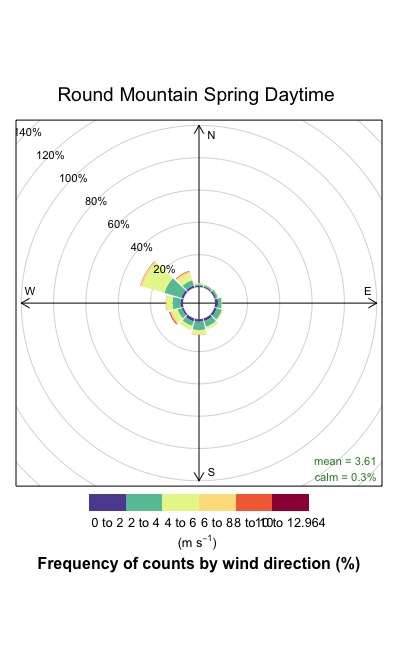 Round Mountain Spring Daytime
140%
120%
100%
80%
60%
40%
20%
N
W
E
S
mean = 3.61
calm = 0.3%
0 to 2 2 to 4 4 to 6 6 to 8 8 to 10 10 to 12.964
(m s⁻¹)
Frequency of counts by wind direction (%)